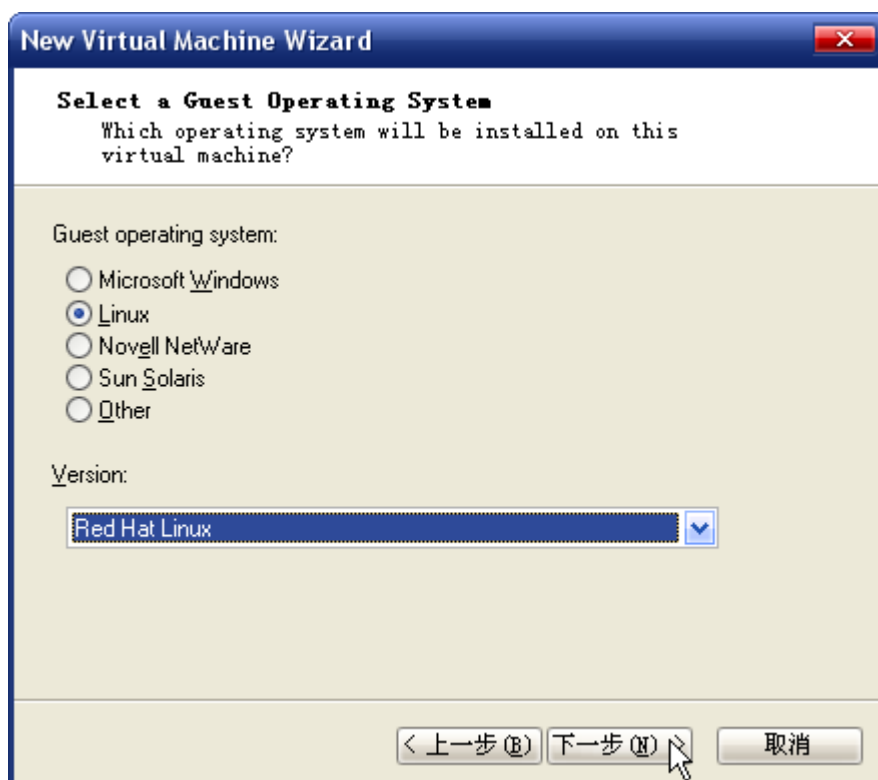 New Virtual Machine Wizard
Select a Guest Operating System
Which operating system will be installed on this
virtual machine?
Guest operating system:
Microsoft Windows
Linux
Novell NetWare
Sun Solaris
Other
Version:
Red Hat Linux
< 上一步(B) 下一步(N) > 取消